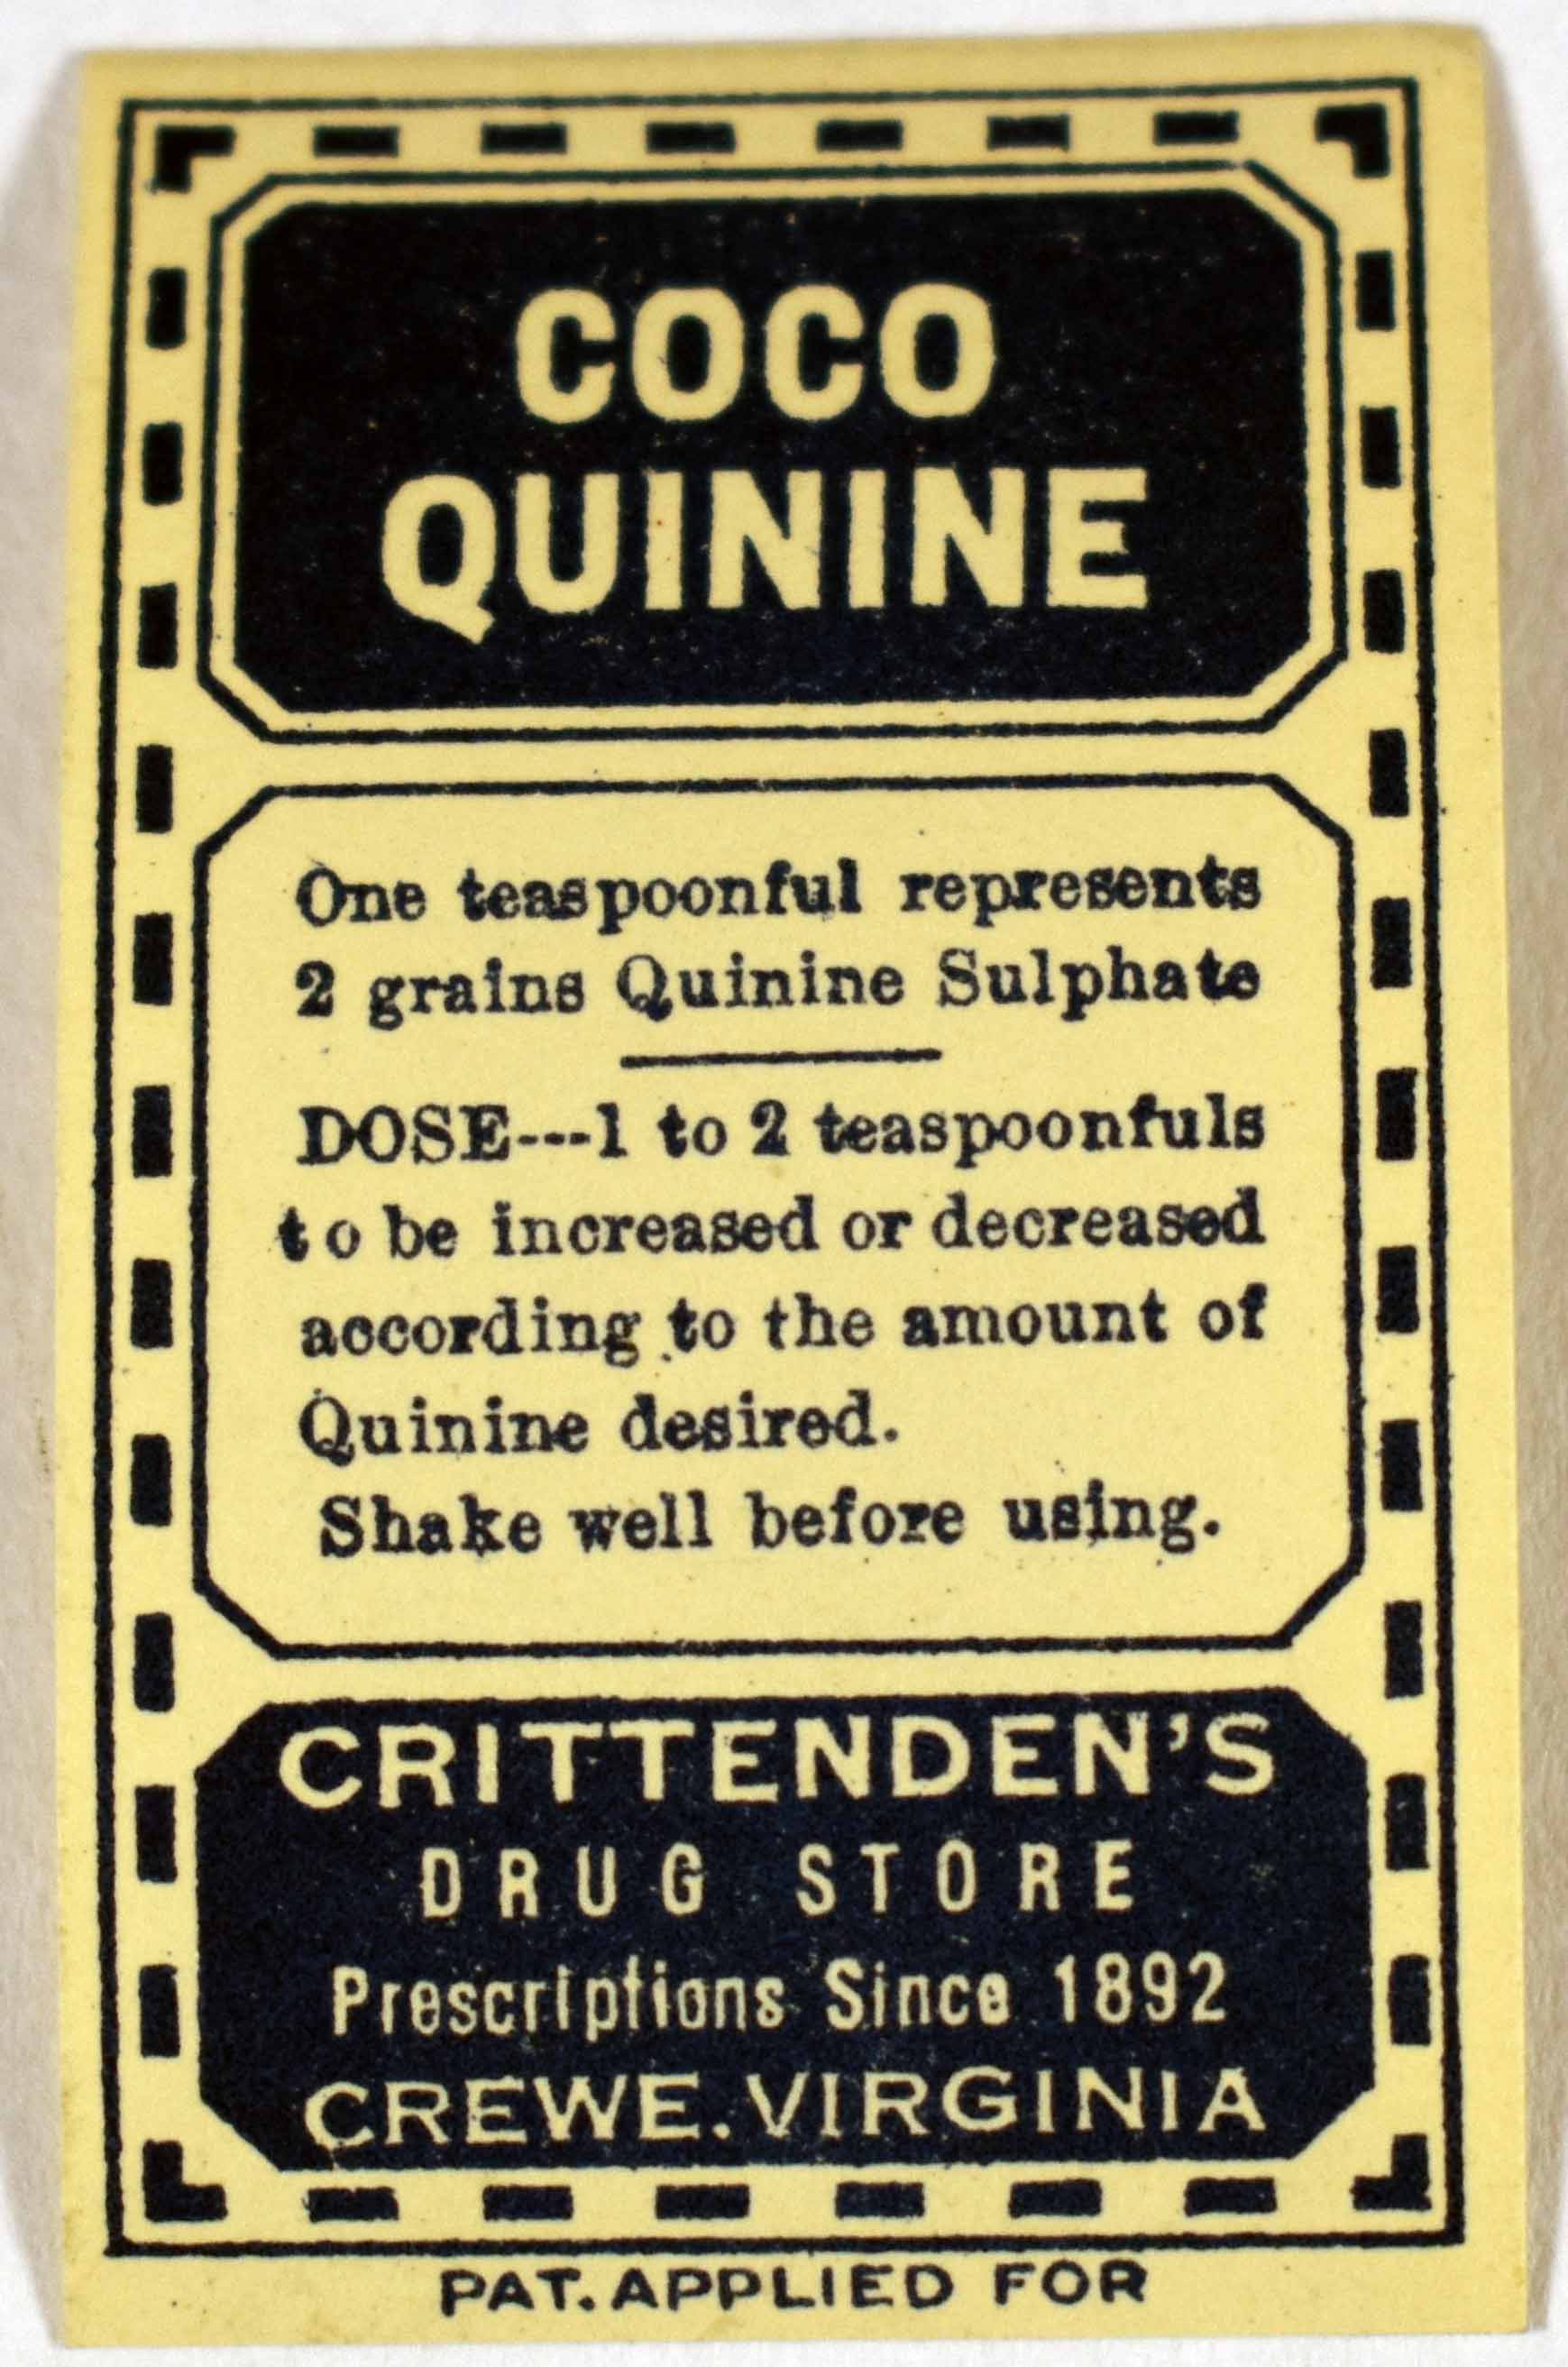 COCO
QUININE
One teaspoonful represents
2 grains Quinine Sulphate
DOSE---1 to 2 teaspoonfuls
to be increased or decreased
according to the amount of
Quinine desired.
Shake well before using.
CRITTENDEN'S
DRUG STORE
Prescriptions Since 1892
CREWE.VIRGINIA
PAT. APPLIED FOR